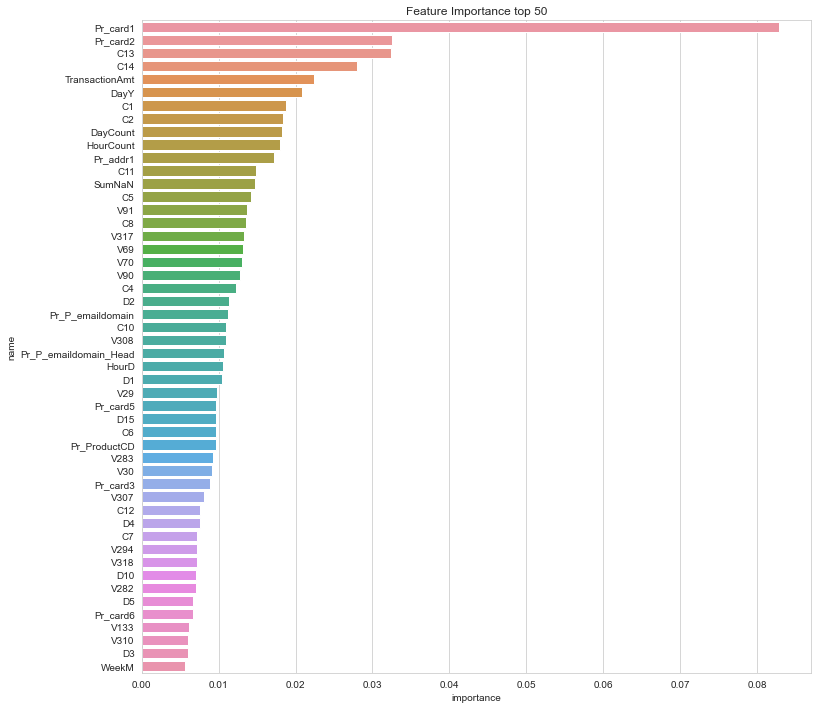 Feature Importance top 50
Pr_card1
Pr_card2
C13
C14
TransactionAmt
DayY
C1
C2
DayCount
HourCount
Pr_addr1
C11
SumNaN
C5
V91
C8
V317
V69
V70
V90
C4
D2
Pr_P_emaildomain
C10
V308
Pr_P_emaildomain_Head
HourD
D1
V29
Pr_card5
D15
C6
Pr_ProductCD
V283
V30
Pr_card3
V307
C12
D4
C7
V294
V318
D10
V282
D5
Pr_card6
V133
V310
D3
WeekM
name
0.00 0.01 0.02 0.03 0.04 0.05 0.06 0.07 0.08
importance